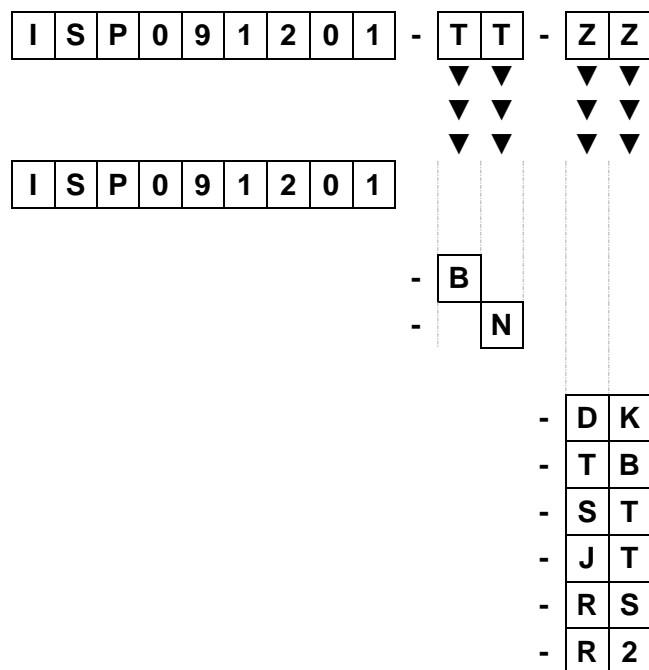 ISP091201-TT-ZZ
▼▼ ▼▼
▼▼ ▼▼
▼▼ ▼▼
ISP091201
- B
- N
- DK
- TB
- ST
- JT
- RS
- R2